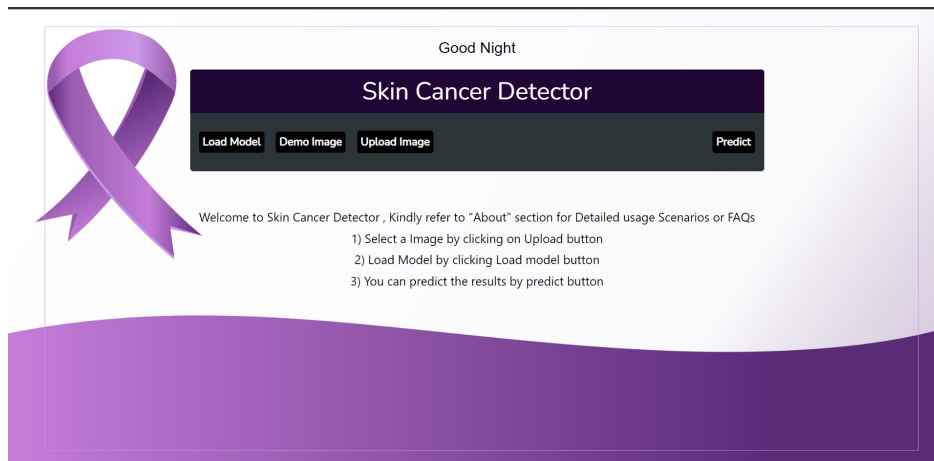 Good Night
Skin Cancer Detector
Load Model Demo Image Upload Image Predict
Welcome to Skin Cancer Detector , Kindly refer to "About" section for Detailed usage Scenarios or FAQs
1) Select a Image by clicking on Upload button
2) Load Model by clicking Load model button
3) You can predict the results by predict button